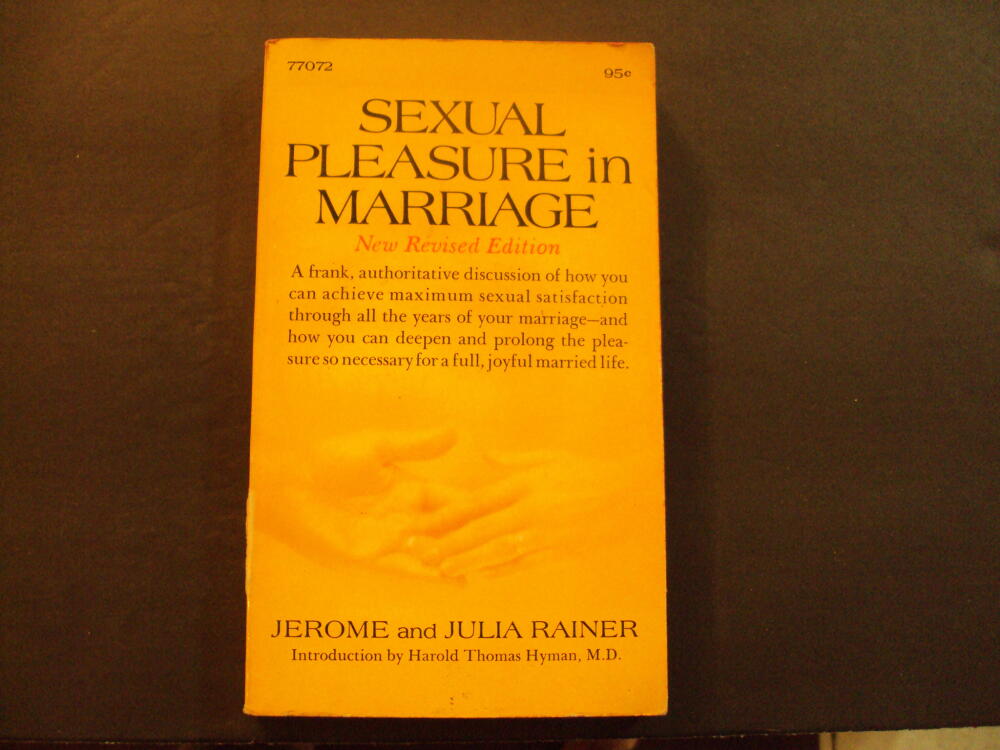 77072
95¢
SEXUAL
PLEASURE in
MARRIAGE
New Revised Edition
A frank, authoritative discussion of how you
can achieve maximum sexual satisfaction
through all the years of your marriage—and
how you can deepen and prolong the plea-
sure so necessary for a full, joyful married life.
JEROME and JULIA RAINER
Introduction by Harold Thomas Hyman, M.D.